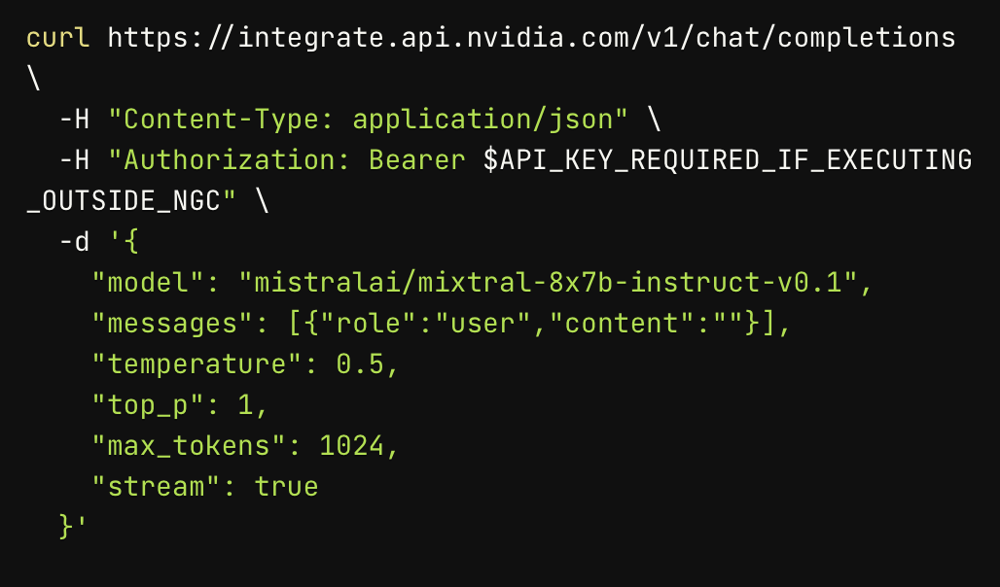 curl https://integrate.api.nvidia.com/v1/chat/completions
\
  -H "Content-Type: application/json" \
  -H "Authorization: Bearer $API_KEY_REQUIRED_IF_EXECUTING
_OUTSIDE_NGC" \
  -d '{
    "model": "mistralai/mixtral-8x7b-instruct-v0.1",
    "messages": [{"role":"user","content":""}],
    "temperature": 0.5,
    "top_p": 1,
    "max_tokens": 1024,
    "stream": true
  }'